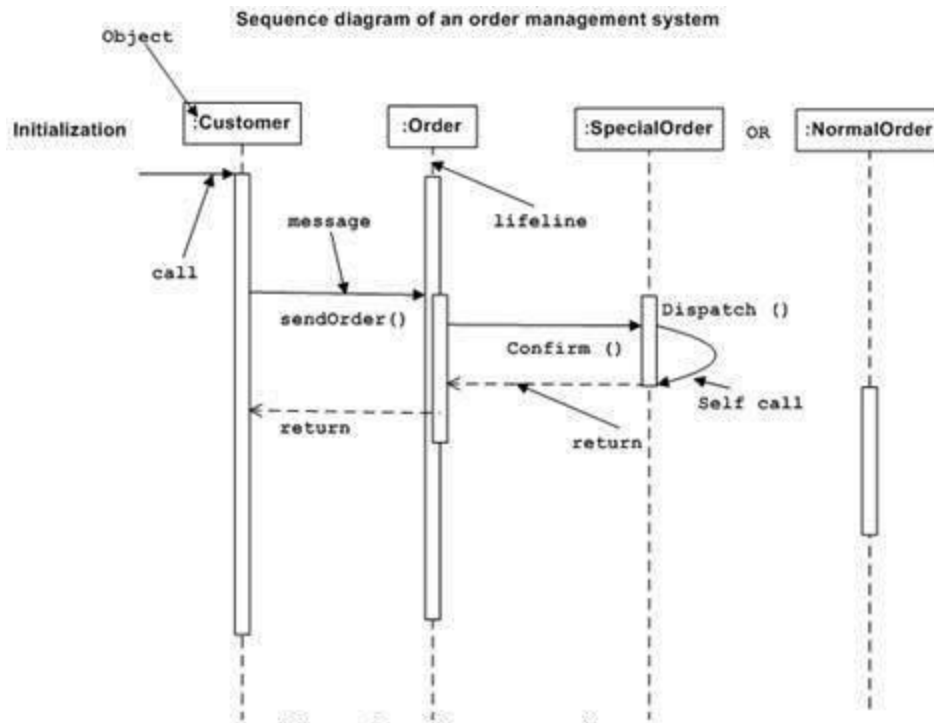 Sequence diagram of an order management system
Object
Initialization
:Customer
:Order
:SpecialOrder
OR
:NormalOrder
message
lifeline
call
sendOrder()
Dispatch ()
Confirm ()
Self call
return
return